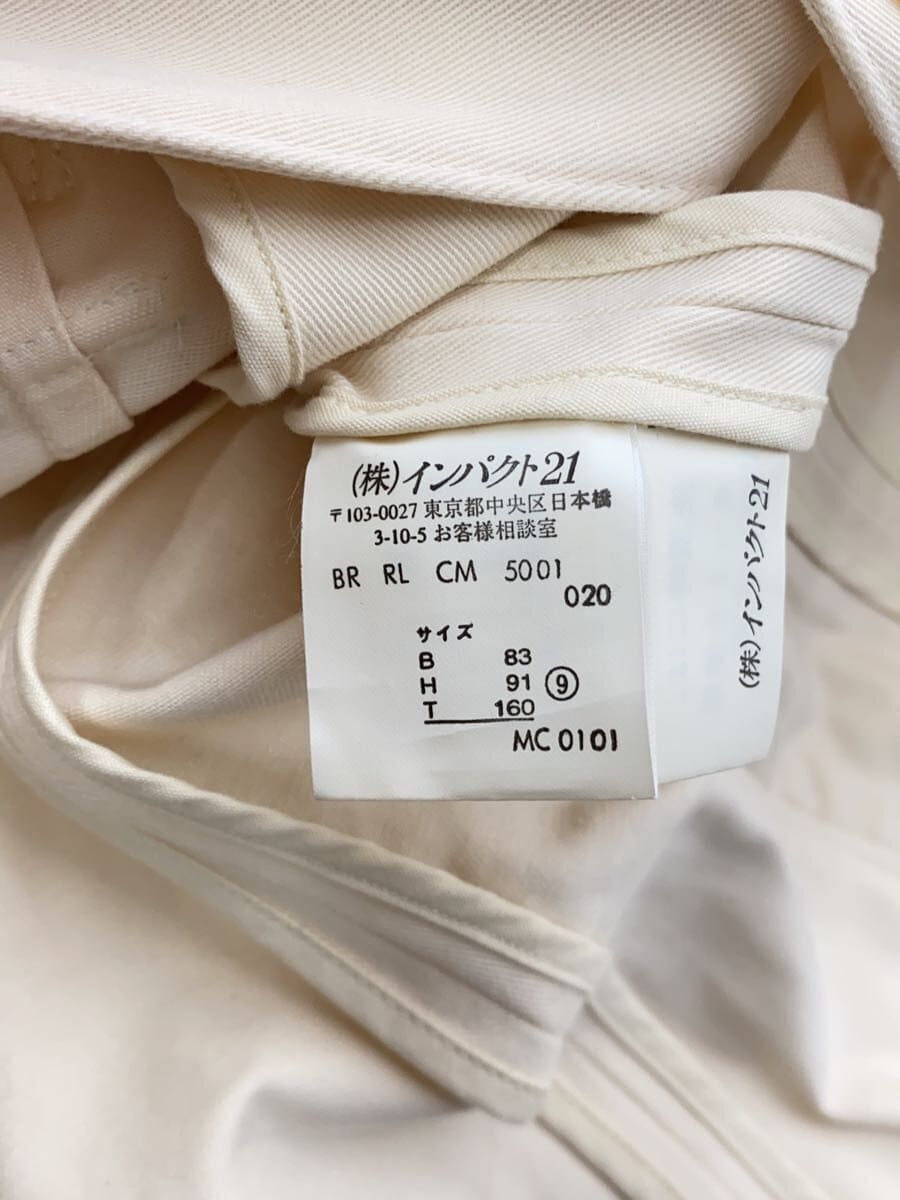 (株)インパクト21
〒103-0027 東京都中央区日本橋
3-10-5 お客様相談室
BR RL CM 5001
020
サイズ
B 83
H 91 ⑨
T 160
MC 0101
(株)インパクト21